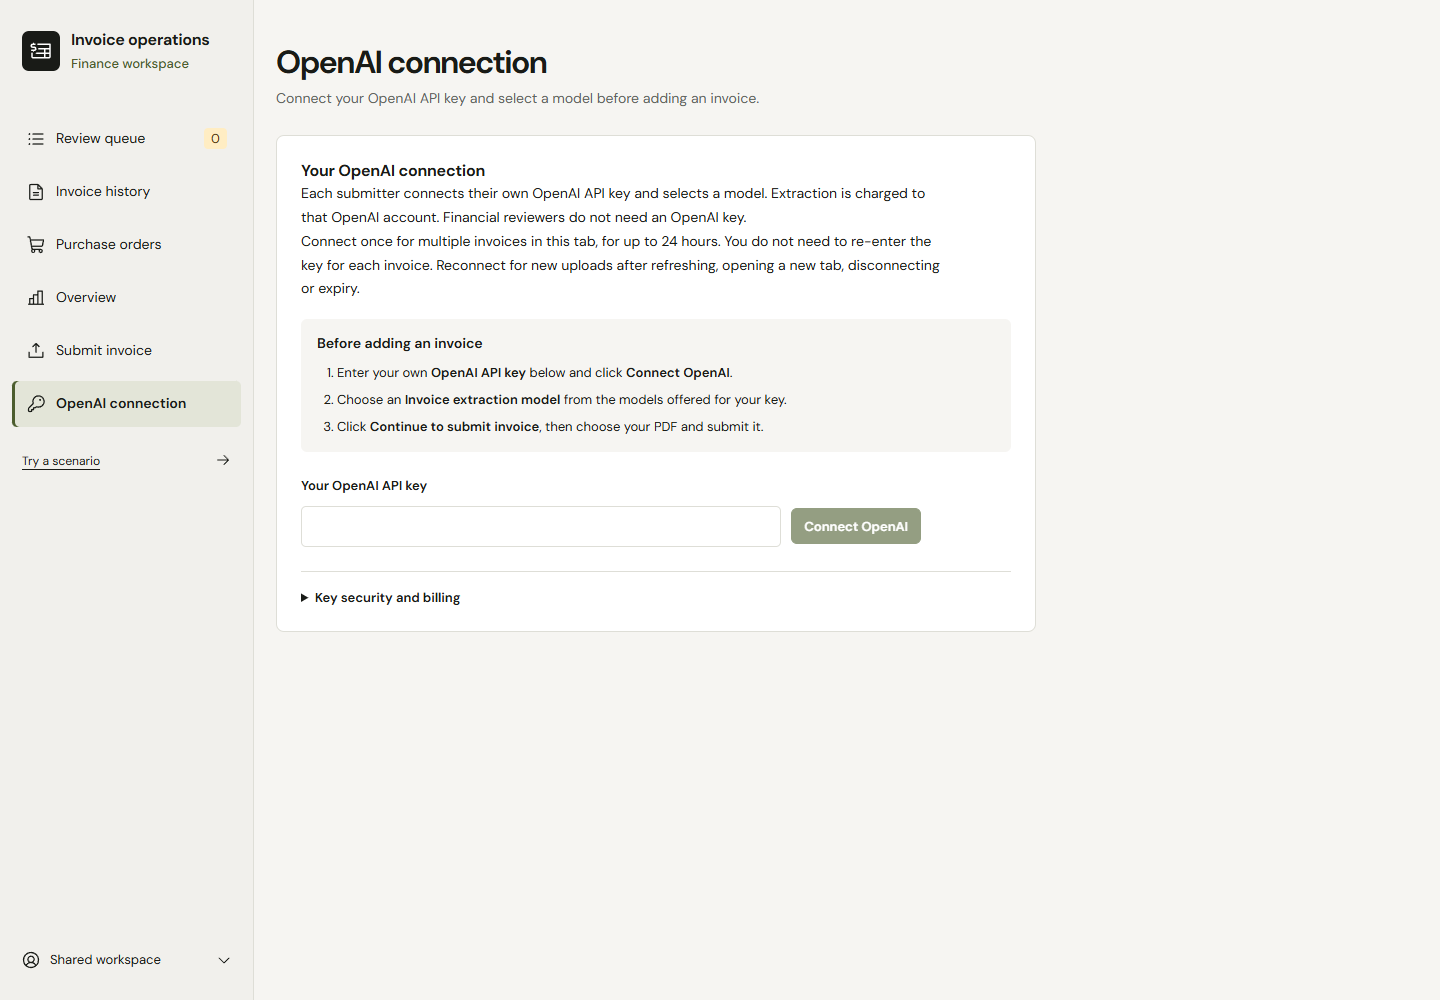 Invoice operations
Finance workspace
Review queue 0
Invoice history
Purchase orders
Overview
Submit invoice
OpenAI connection
Try a scenario
Shared workspace
OpenAI connection
Connect your OpenAI API key and select a model before adding an invoice.
Your OpenAI connection
Each submitter connects their own OpenAI API key and selects a model. Extraction is charged to
that OpenAI account. Financial reviewers do not need an OpenAI key.
Connect once for multiple invoices in this tab, for up to 24 hours. You do not need to re-enter the
key for each invoice. Reconnect for new uploads after refreshing, opening a new tab, disconnecting
or expiry.
Before adding an invoice
1. Enter your own OpenAI API key below and click Connect OpenAI.
2. Choose an Invoice extraction model from the models offered for your key.
3. Click Continue to submit invoice, then choose your PDF and submit it.
Your OpenAI API key
Connect OpenAI
Key security and billing